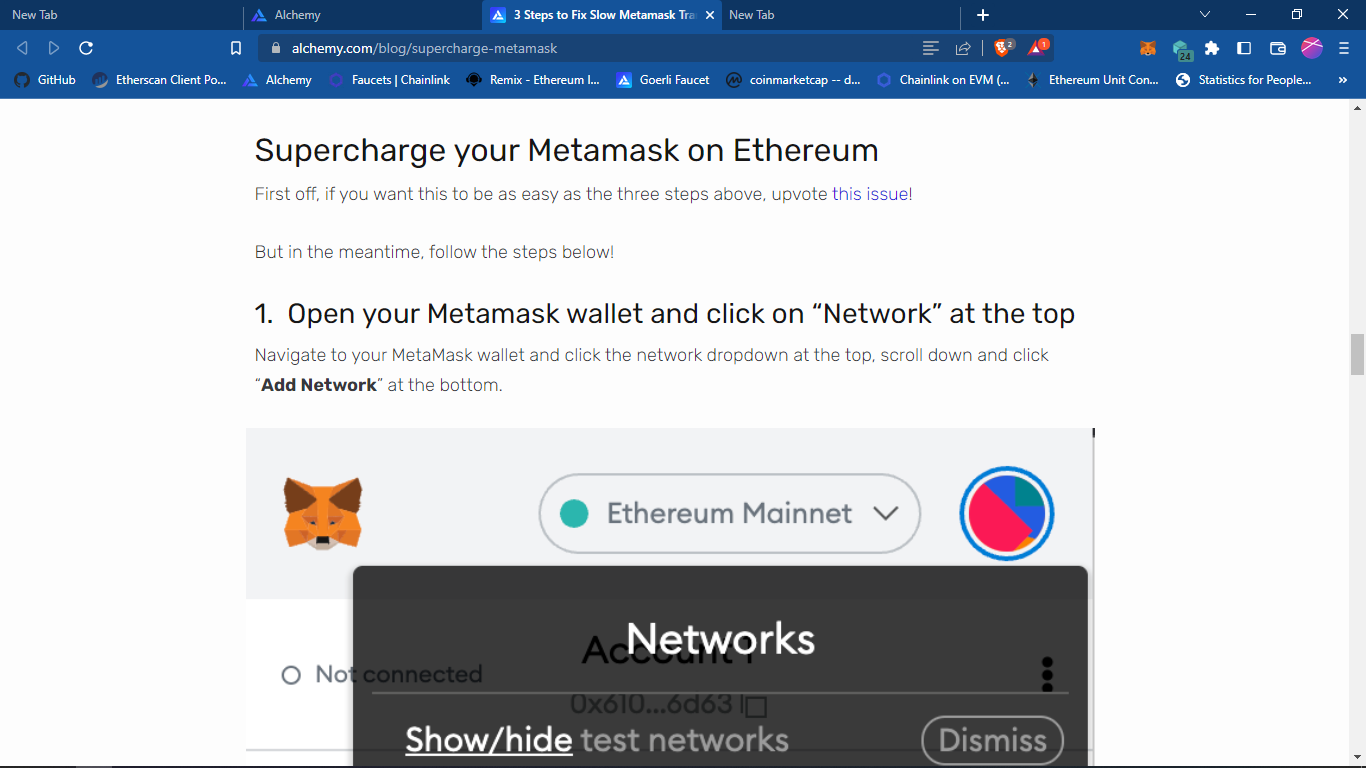 New Tab
Alchemy
3 Steps to Fix Slow Metamask Tra
New Tab
alchemy.com/blog/supercharge-metamask
2
1
24
GitHub
Etherscan Client Po...
Alchemy
Faucets | Chainlink
Remix - Ethereum I...
Goerli Faucet
coinmarketcap -- d...
Chainlink on EVM (...
Ethereum Unit Con...
Statistics for People...
Supercharge your Metamask on Ethereum
First off, if you want this to be as easy as the three steps above, upvote this issue!
But in the meantime, follow the steps below!
1. Open your Metamask wallet and click on “Network” at the top
Navigate to your MetaMask wallet and click the network dropdown at the top, scroll down and click
“Add Network” at the bottom.
Ethereum Mainnet
Networks
Account 1
Not connected
0x610...6d63
Show/hide test networks
Dismiss